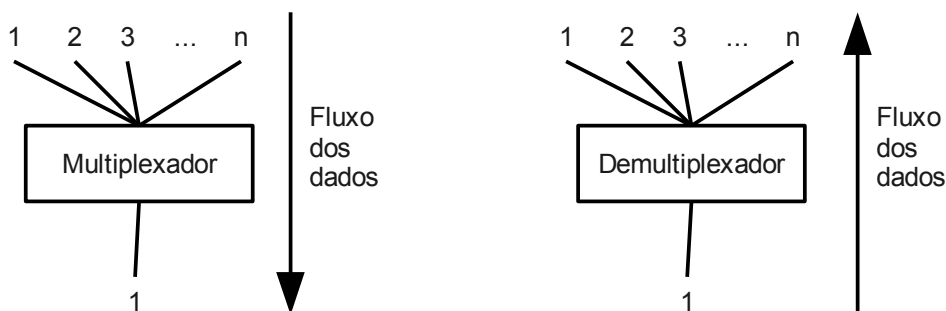 1 2 3 ... n
Fluxo
dos
dados
Multiplexador
1
1 2 3 ... n
Fluxo
dos
dados
Demultiplexador
1